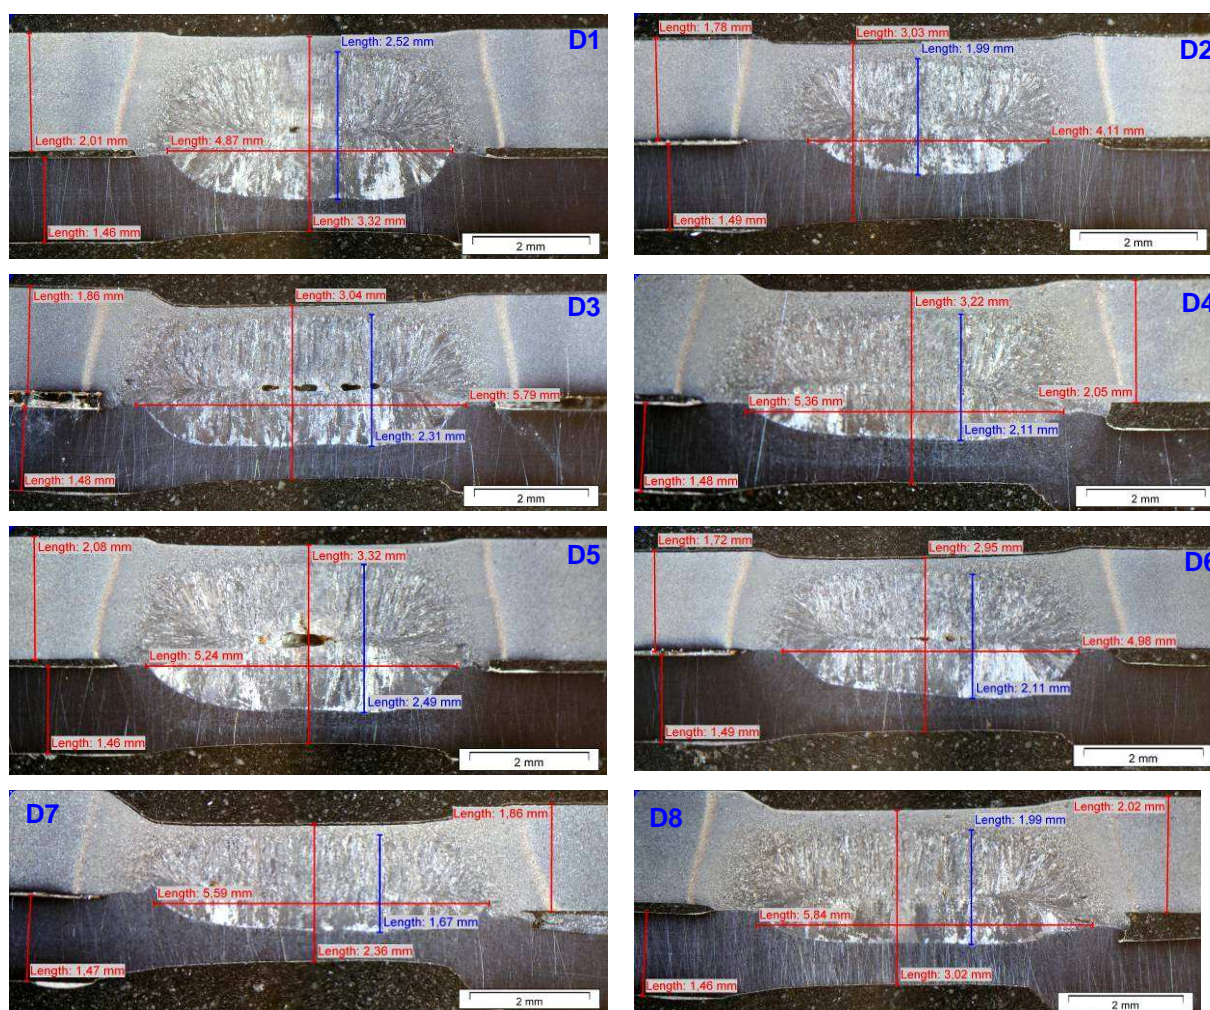 Length: 2,52 mm
D1
Length: 2,01 mm
Length: 4,87 mm
Length: 1,46 mm
Length: 3,32 mm
2 mm
Length: 1,78 mm
Length: 3,03 mm
Length: 1,99 mm
D2
Length: 4,11 mm
Length: 1,49 mm
2 mm
Length: 1,86 mm
Length: 3,04 mm
D3
Length: 5,79 mm
Length: 2,31 mm
Length: 1,48 mm
2 mm
Length: 3,22 mm
D4
Length: 2,05 mm
Length: 5,36 mm
Length: 2,11 mm
Length: 1,48 mm
2 mm
Length: 2,08 mm
Length: 3,32 mm
D5
Length: 5,24 mm
Length: 2,49 mm
Length: 1,46 mm
2 mm
Length: 1,72 mm
Length: 2,95 mm
D6
Length: 4,98 mm
Length: 2,11 mm
Length: 1,49 mm
2 mm
D7
Length: 1,86 mm
Length: 5,59 mm
Length: 1,67 mm
Length: 2,36 mm
Length: 1,47 mm
2 mm
D8
Length: 1,99 mm
Length: 2,02 mm
Length: 5,84 mm
Length: 1,46 mm
Length: 3,02 mm
2 mm